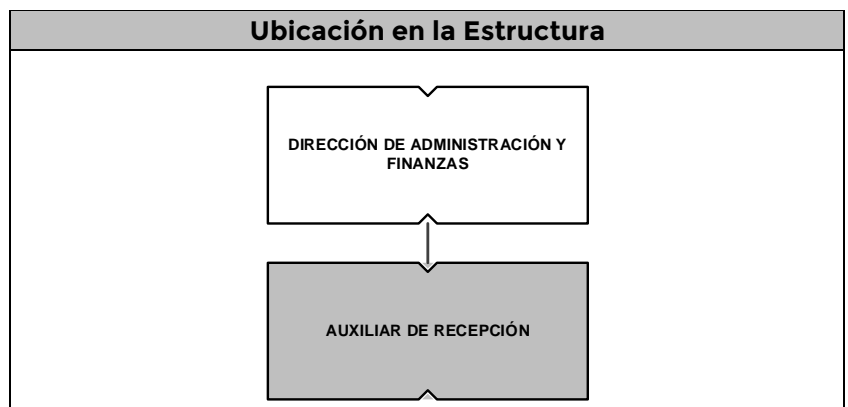 Ubicación en la Estructura
DIRECCIÓN DE ADMINISTRACIÓN Y
FINANZAS
AUXILIAR DE RECEPCIÓN